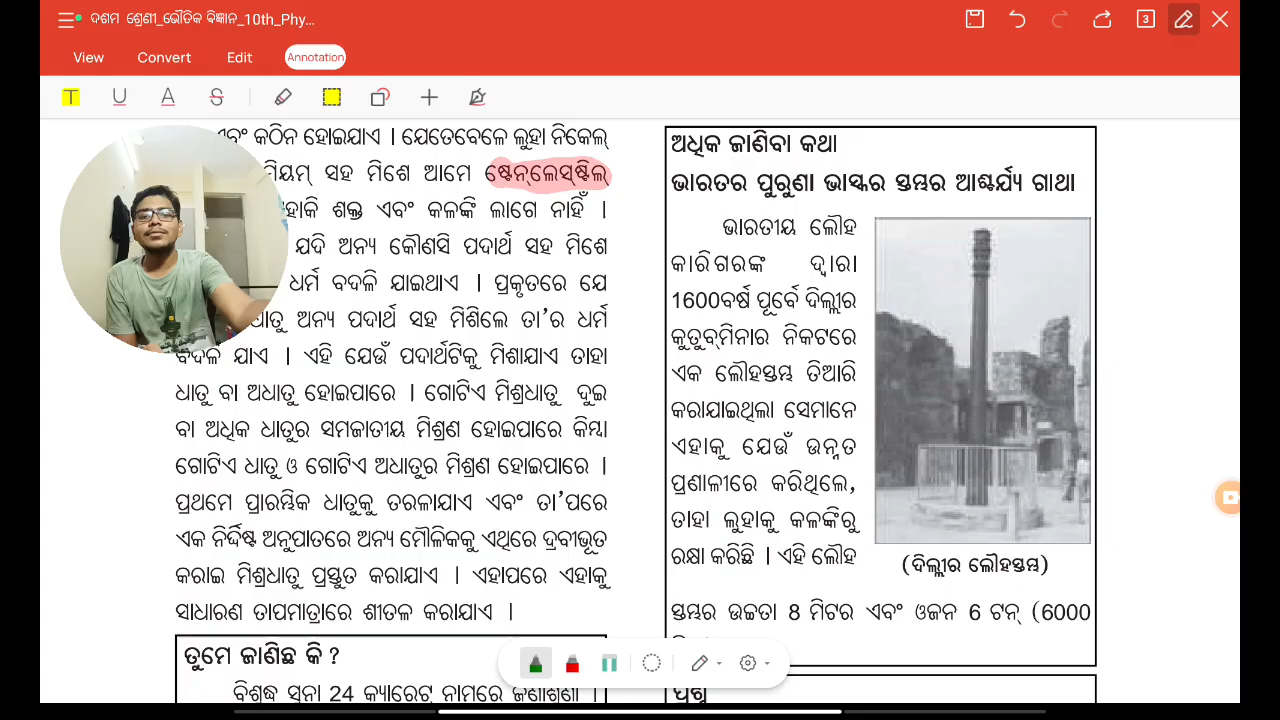 ଦଶମ ଶ୍ରେଣୀ_ଭୌତିକ ବିଜ୍ଞାନ_10th_Phy...
3
View Convert Edit Annotation
T U A S
ଏବଂ କଠିନ ହୋଇଯାଏ । ଯେତେବେଳେ ଲୁହା ନିକେଲ୍
ମିୟମ୍ ସହ ମିଶେ ଆମେ ଷ୍ଟେନ୍‌ଲେସ୍‌ଷ୍ଟିଲ୍
ହାକି ଶକ୍ତ ଏବଂ କଳଙ୍କି ଲାଗେ ନାହିଁ ।
ଯଦି ଅନ୍ୟ କୌଣସି ପଦାର୍ଥ ସହ ମିଶେ
ଧର୍ମ ବଦଳି ଯାଇଥାଏ । ପ୍ରକୃତରେ ଯେ
ଧାତୁ ଅନ୍ୟ ପଦାର୍ଥ ସହ ମିଶିଲେ ତା’ର ଧର୍ମ
ବଦଳି ଯାଏ । ଏହି ଯେଉଁ ପଦାର୍ଥଟିକୁ ମିଶାଯାଏ ତାହା
ଧାତୁ ବା ଅଧାତୁ ହୋଇପାରେ । ଗୋଟିଏ ମିଶ୍ରଧାତୁ ଦୁଇ
ବା ଅଧିକ ଧାତୁର ସମଜାତୀୟ ମିଶ୍ରଣ ହୋଇପାରେ କିମ୍ବା
ଗୋଟିଏ ଧାତୁ ଓ ଗୋଟିଏ ଅଧାତୁର ମିଶ୍ରଣ ହୋଇପାରେ ।
ପ୍ରଥମେ ପ୍ରାରମ୍ଭିକ ଧାତୁକୁ ତରଳାଯାଏ ଏବଂ ତା’ପରେ
ଏକ ନିର୍ଦ୍ଦିଷ୍ଟ ଅନୁପାତରେ ଅନ୍ୟ ମୌଳିକକୁ ଏଥିରେ ଦ୍ରବୀଭୂତ
କରାଇ ମିଶ୍ରଧାତୁ ପ୍ରସ୍ତୁତ କରାଯାଏ । ଏହାପରେ ଏହାକୁ
ସାଧାରଣ ତାପମାତ୍ରାରେ ଶୀତଳ କରାଯାଏ ।
ତୁମେ ଜାଣିଛ କି ?
ବିଶୁଦ୍ଧ ସୁନା 24 କ୍ୟାରେଟ୍ ନାମରେ ଜଣାଶୁଣା ।
ଅଧିକ ଜାଣିବା କଥା
ଭାରତର ପୁରୁଣା ଭାସ୍କର ସ୍ତମ୍ଭର ଆଶ୍ଚର୍ଯ୍ୟ ଗାଥା
ଭାରତୀୟ ଲୌହ
କାରିଗରଙ୍କ ଦ୍ୱାରା
1600ବର୍ଷ ପୂର୍ବେ ଦିଲ୍ଲୀର
କୁତୁବ୍‌ମିନାର ନିକଟରେ
ଏକ ଲୌହସ୍ତମ୍ଭ ତିଆରି
କରାଯାଇଥିଲା ସେମାନେ
ଏହାକୁ ଯେଉଁ ଉନ୍ନତ
ପ୍ରଣାଳୀରେ କରିଥିଲେ,
ତାହା ଲୁହାକୁ କଳଙ୍କିରୁ
ରକ୍ଷା କରିଛି । ଏହି ଲୌହ
(ଦିଲ୍ଲୀର ଲୌହସ୍ତମ୍ଭ)
ସ୍ତମ୍ଭର ଉଚ୍ଚତା 8 ମିଟର ଏବଂ ଓଜନ 6 ଟନ୍ (6000
ପ୍ରଶ୍ନ